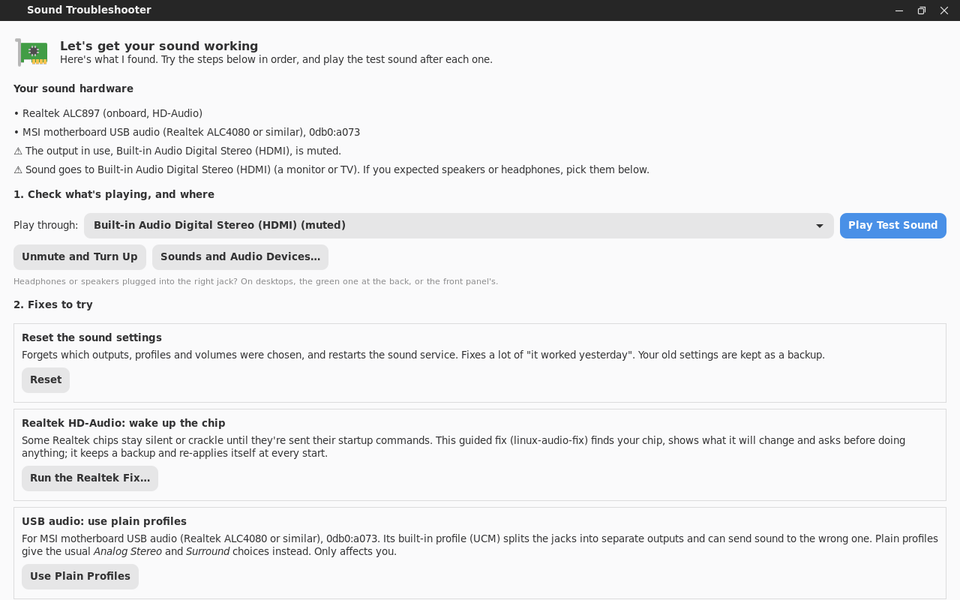 Sound Troubleshooter
Let's get your sound working
Here's what I found. Try the steps below in order, and play the test sound after each one.
Your sound hardware
• Realtek ALC897 (onboard, HD-Audio)
• MSI motherboard USB audio (Realtek ALC4080 or similar), 0db0:a073
⚠ The output in use, Built-in Audio Digital Stereo (HDMI), is muted.
⚠ Sound goes to Built-in Audio Digital Stereo (HDMI) (a monitor or TV). If you expected speakers or headphones, pick them below.
1. Check what's playing, and where
Play through: Built-in Audio Digital Stereo (HDMI) (muted) Play Test Sound
Unmute and Turn Up Sounds and Audio Devices...
Headphones or speakers plugged into the right jack? On desktops, the green one at the back, or the front panel's.
2. Fixes to try
Reset the sound settings
Forgets which outputs, profiles and volumes were chosen, and restarts the sound service. Fixes a lot of "it worked yesterday". Your old settings are kept as a backup.
Reset
Realtek HD-Audio: wake up the chip
Some Realtek chips stay silent or crackle until they're sent their startup commands. This guided fix (linux-audio-fix) finds your chip, shows what it will change and asks before doing
anything; it keeps a backup and re-applies itself at every start.
Run the Realtek Fix...
USB audio: use plain profiles
For MSI motherboard USB audio (Realtek ALC4080 or similar), 0db0:a073. Its built-in profile (UCM) splits the jacks into separate outputs and can send sound to the wrong one. Plain profiles
give the usual Analog Stereo and Surround choices instead. Only affects you.
Use Plain Profiles